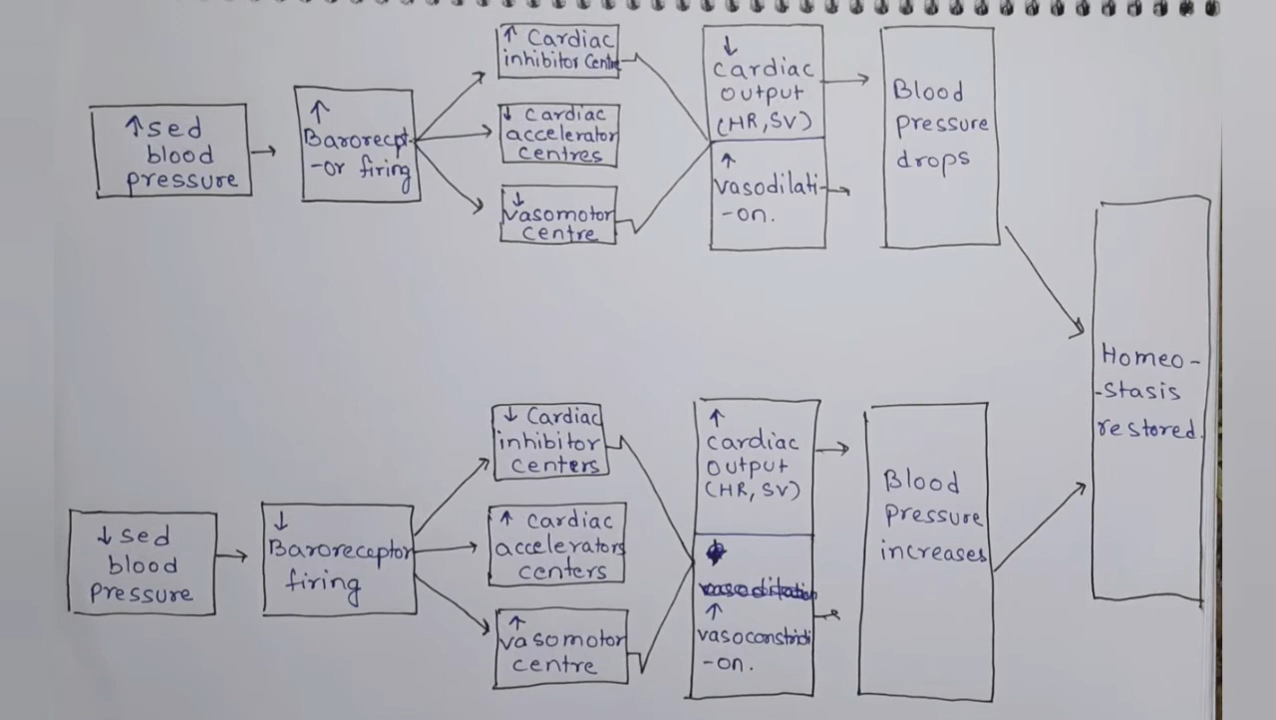 ↑sed
blood
pressure
↑
Barorecpt-
-or firing
↑ Cardiac
inhibitor Centre
↓ Cardiac
accelerator
centres
↓
vasomotor
centre
↓
cardiac
output
(HR, SV)
↑
vasodilati-
-on.
Blood
pressure
drops
Homeo-
-stasis
restored.
↓sed
blood
pressure
↓
Baroreceptor
firing
↓ Cardiac
inhibitor
centers
↑ Cardiac
accelerators
centers
↑
vasomotor
centre
↑
cardiac
output
(HR, SV)
vasodilation
↑
vasoconstricti
-on.
Blood
pressure
increases